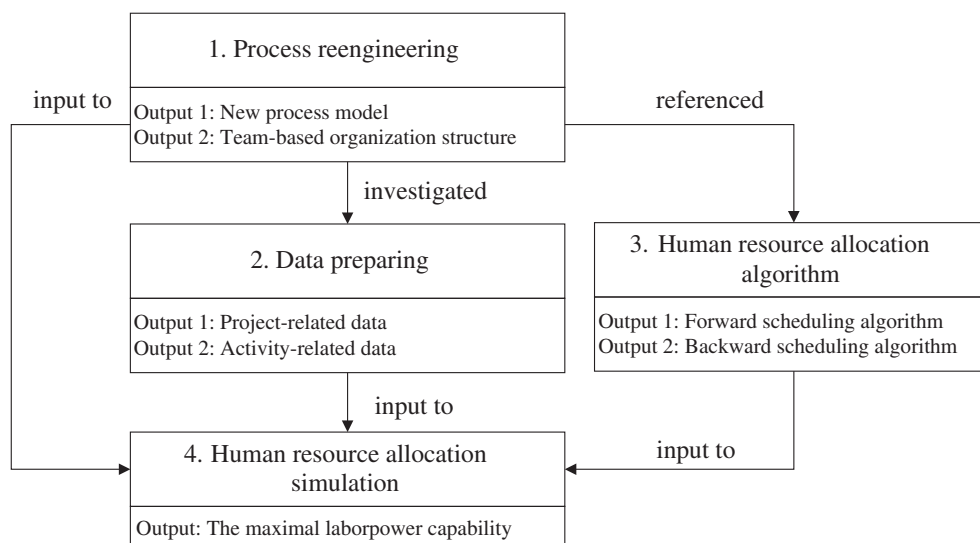 1. Process reengineering
input to
Output 1: New process model
Output 2: Team-based organization structure
referenced
investigated
2. Data preparing
Output 1: Project-related data
Output 2: Activity-related data
3. Human resource allocation
algorithm
Output 1: Forward scheduling algorithm
Output 2: Backward scheduling algorithm
input to
4. Human resource allocation
simulation
Output: The maximal laborpower capability
input to